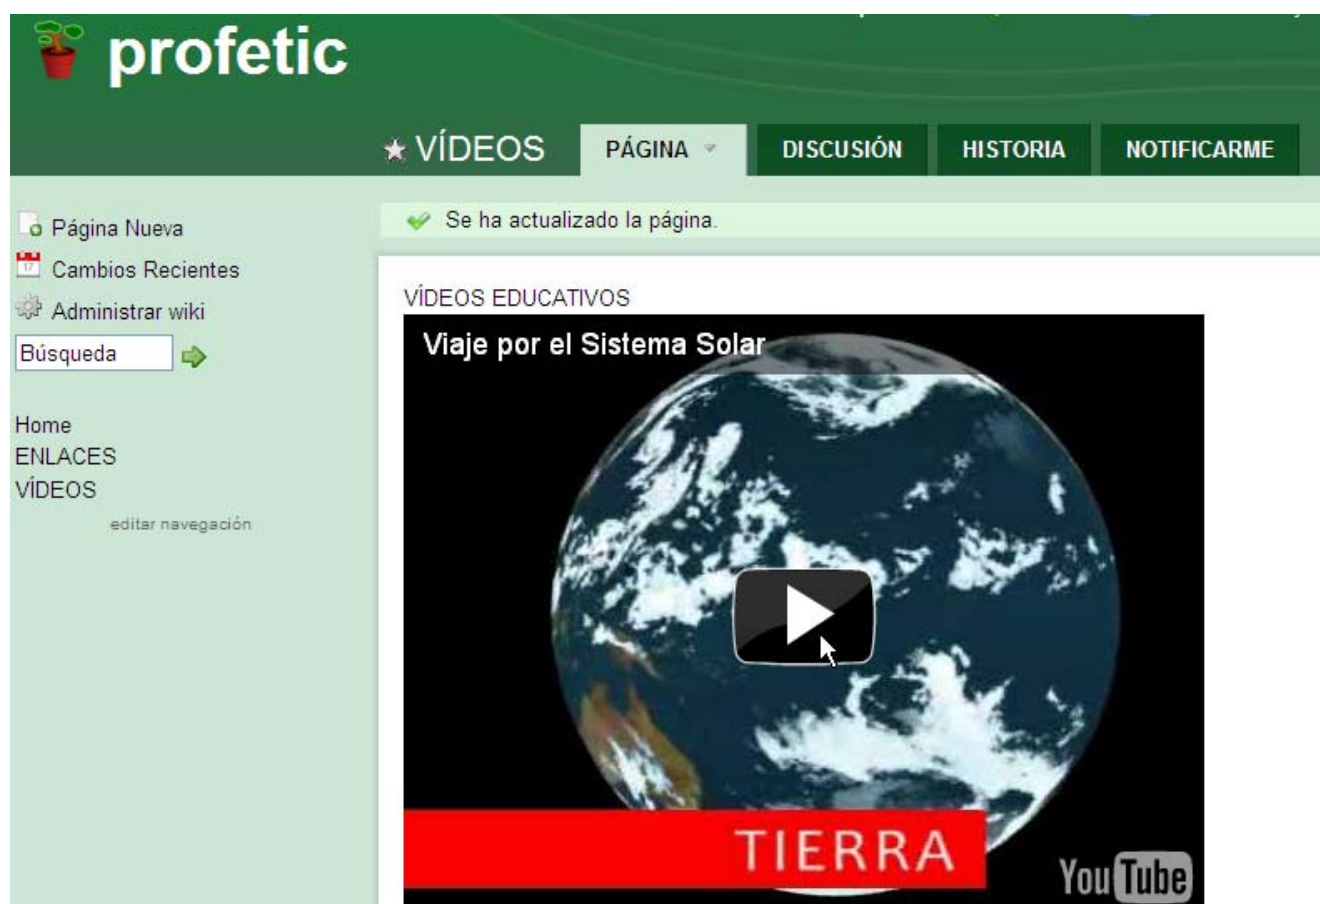 profetic
VÍDEOS
PÁGINA
DISCUSIÓN
HISTORIA
NOTIFICARME
Página Nueva
Cambios Recientes
17
Administrar wiki
Búsqueda
Home
ENLACES
VÍDEOS
editar navegación
Se ha actualizado la página.
VÍDEOS EDUCATIVOS
Viaje por el Sistema Solar
TIERRA
YouTube